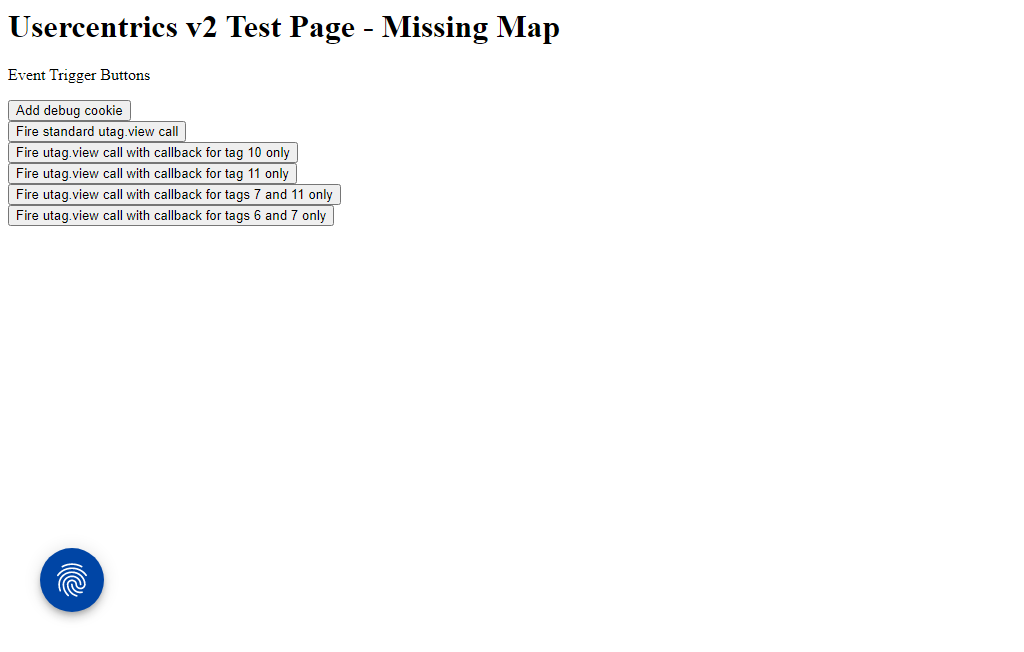 Usercentrics v2 Test Page - Missing Map
Event Trigger Buttons
Add debug cookie
Fire standard utag.view call
Fire utag.view call with callback for tag 10 only
Fire utag.view call with callback for tag 11 only
Fire utag.view call with callback for tags 7 and 11 only
Fire utag.view call with callback for tags 6 and 7 only